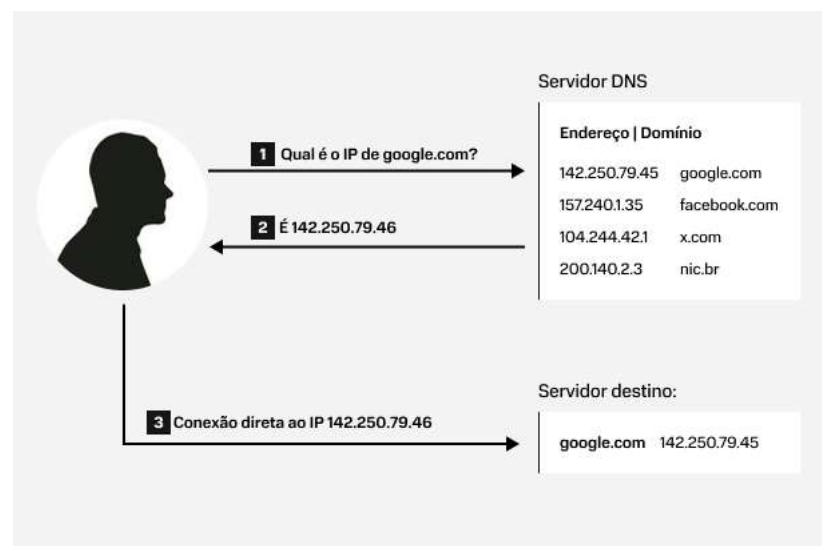 Servidor DNS
Endereço | Domínio
1 Qual é o IP de google.com?
142.250.79.45 google.com
157.240.1.35 facebook.com
2 É 142.250.79.46
104.244.42.1 x.com
200.140.2.3 nic.br
Servidor destino:
3 Conexão direta ao IP 142.250.79.46
google.com 142.250.79.45